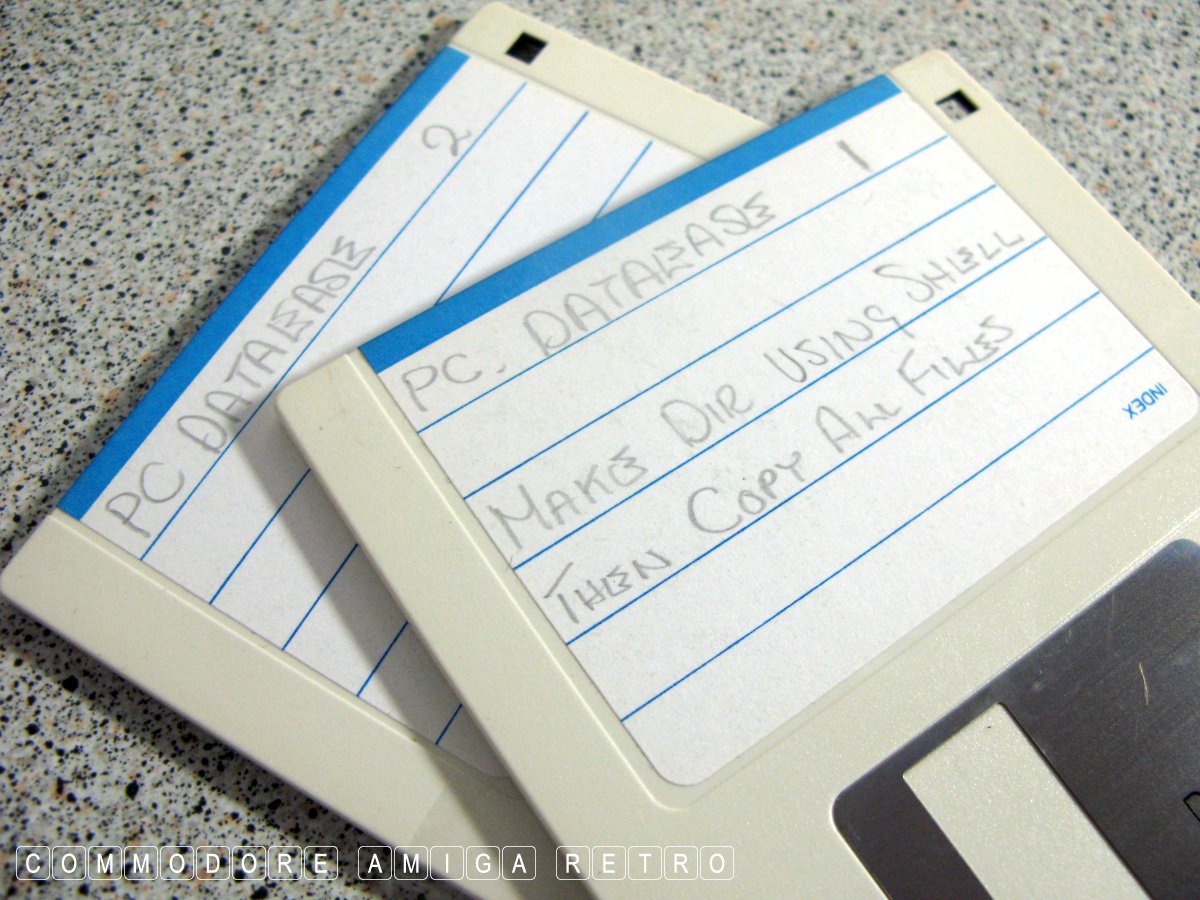 PC DATABASE 2
PC. DATABASE 1
MAKE DIR USING SHELL
THEN COPY ALL FILES
INDEX
COMMODORE AMIGA RETRO